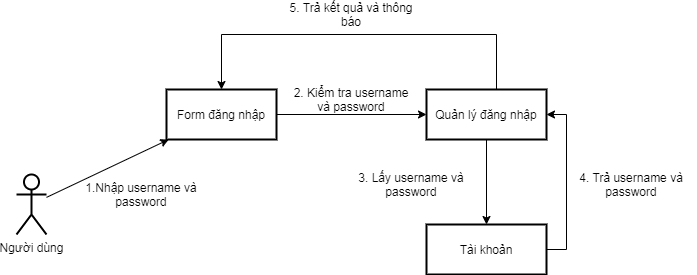 5. Trả kết quả và thông
báo
Form đăng nhập
2. Kiểm tra username
và password
Quản lý đăng nhập
1.Nhập username và
password
3. Lấy username và
password
4. Trả username và
password
Người dùng
Tài khoản